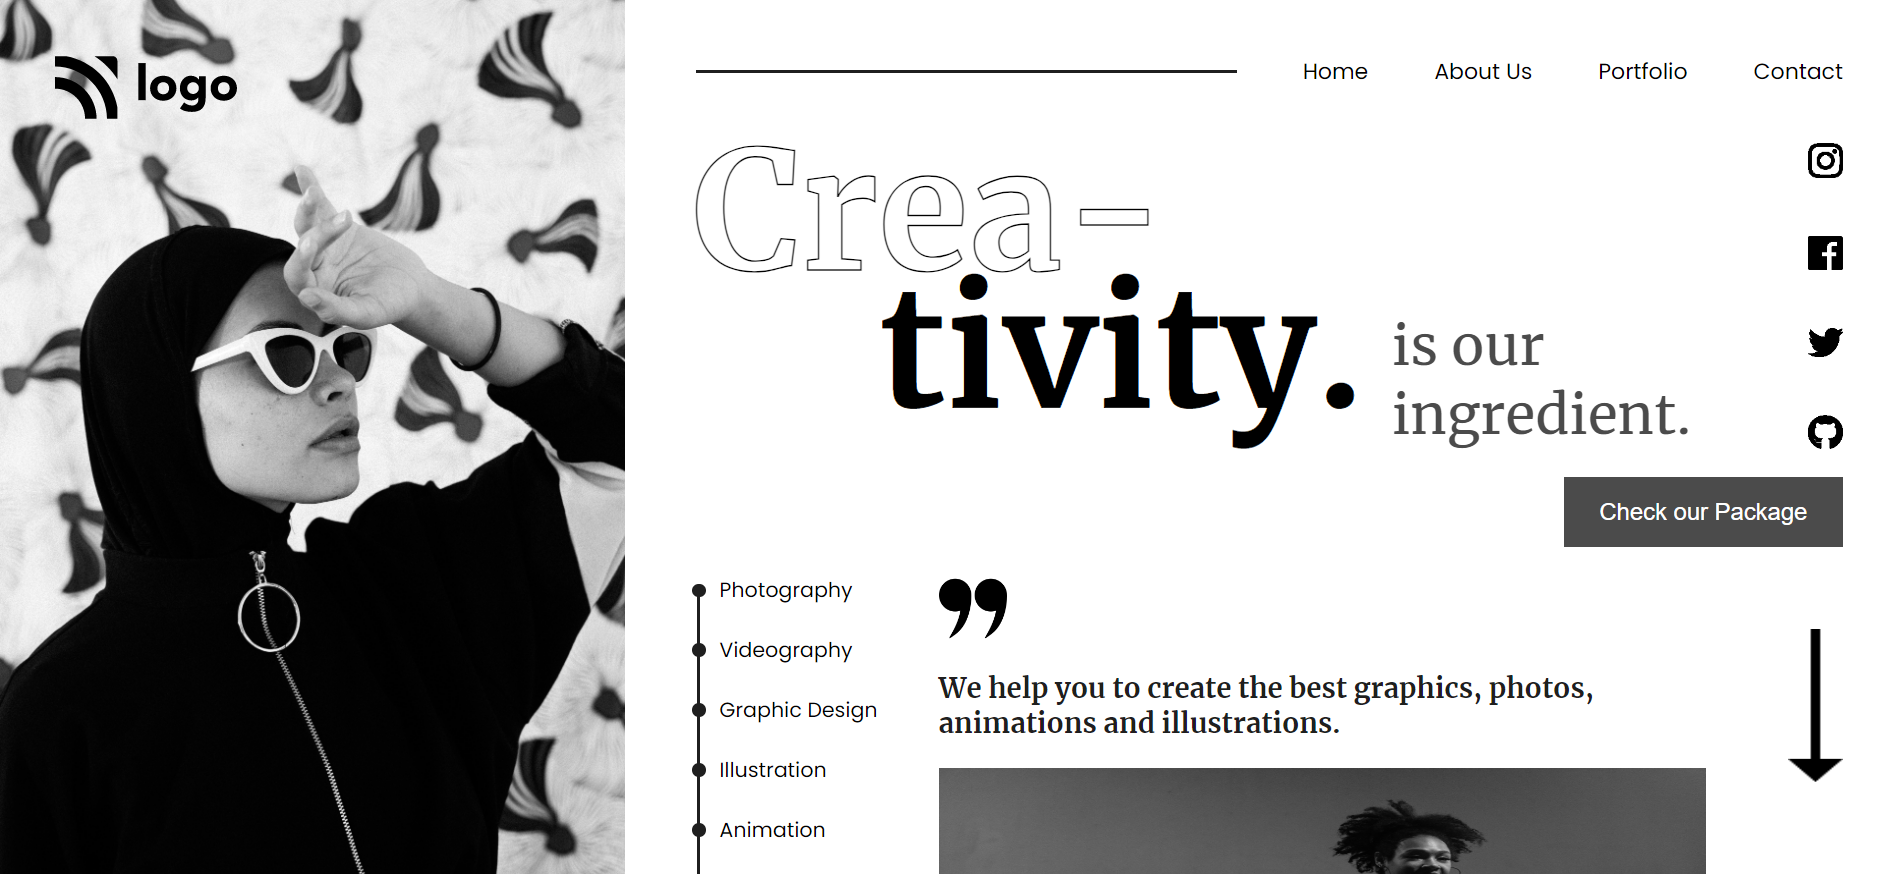 logo
Home About Us Portfolio Contact
Crea-
tivity.
is our
ingredient.
Check our Package
Photography
Videography
Graphic Design
Illustration
Animation
”
We help you to create the best graphics, photos,
animations and illustrations.